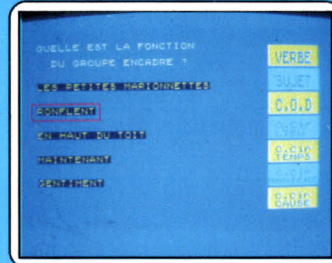 QUELLE EST LA FONCTION
DU GROUPE ENCADRE ?
LES PETITES MARIONNETTES
RONFLENT
EN HAUT DU TOIT
MAINTENANT
GENTIMENT
VERBE
SUJET
C.O.D
C.CIR
TEMPS
C.CIR
CAUSE